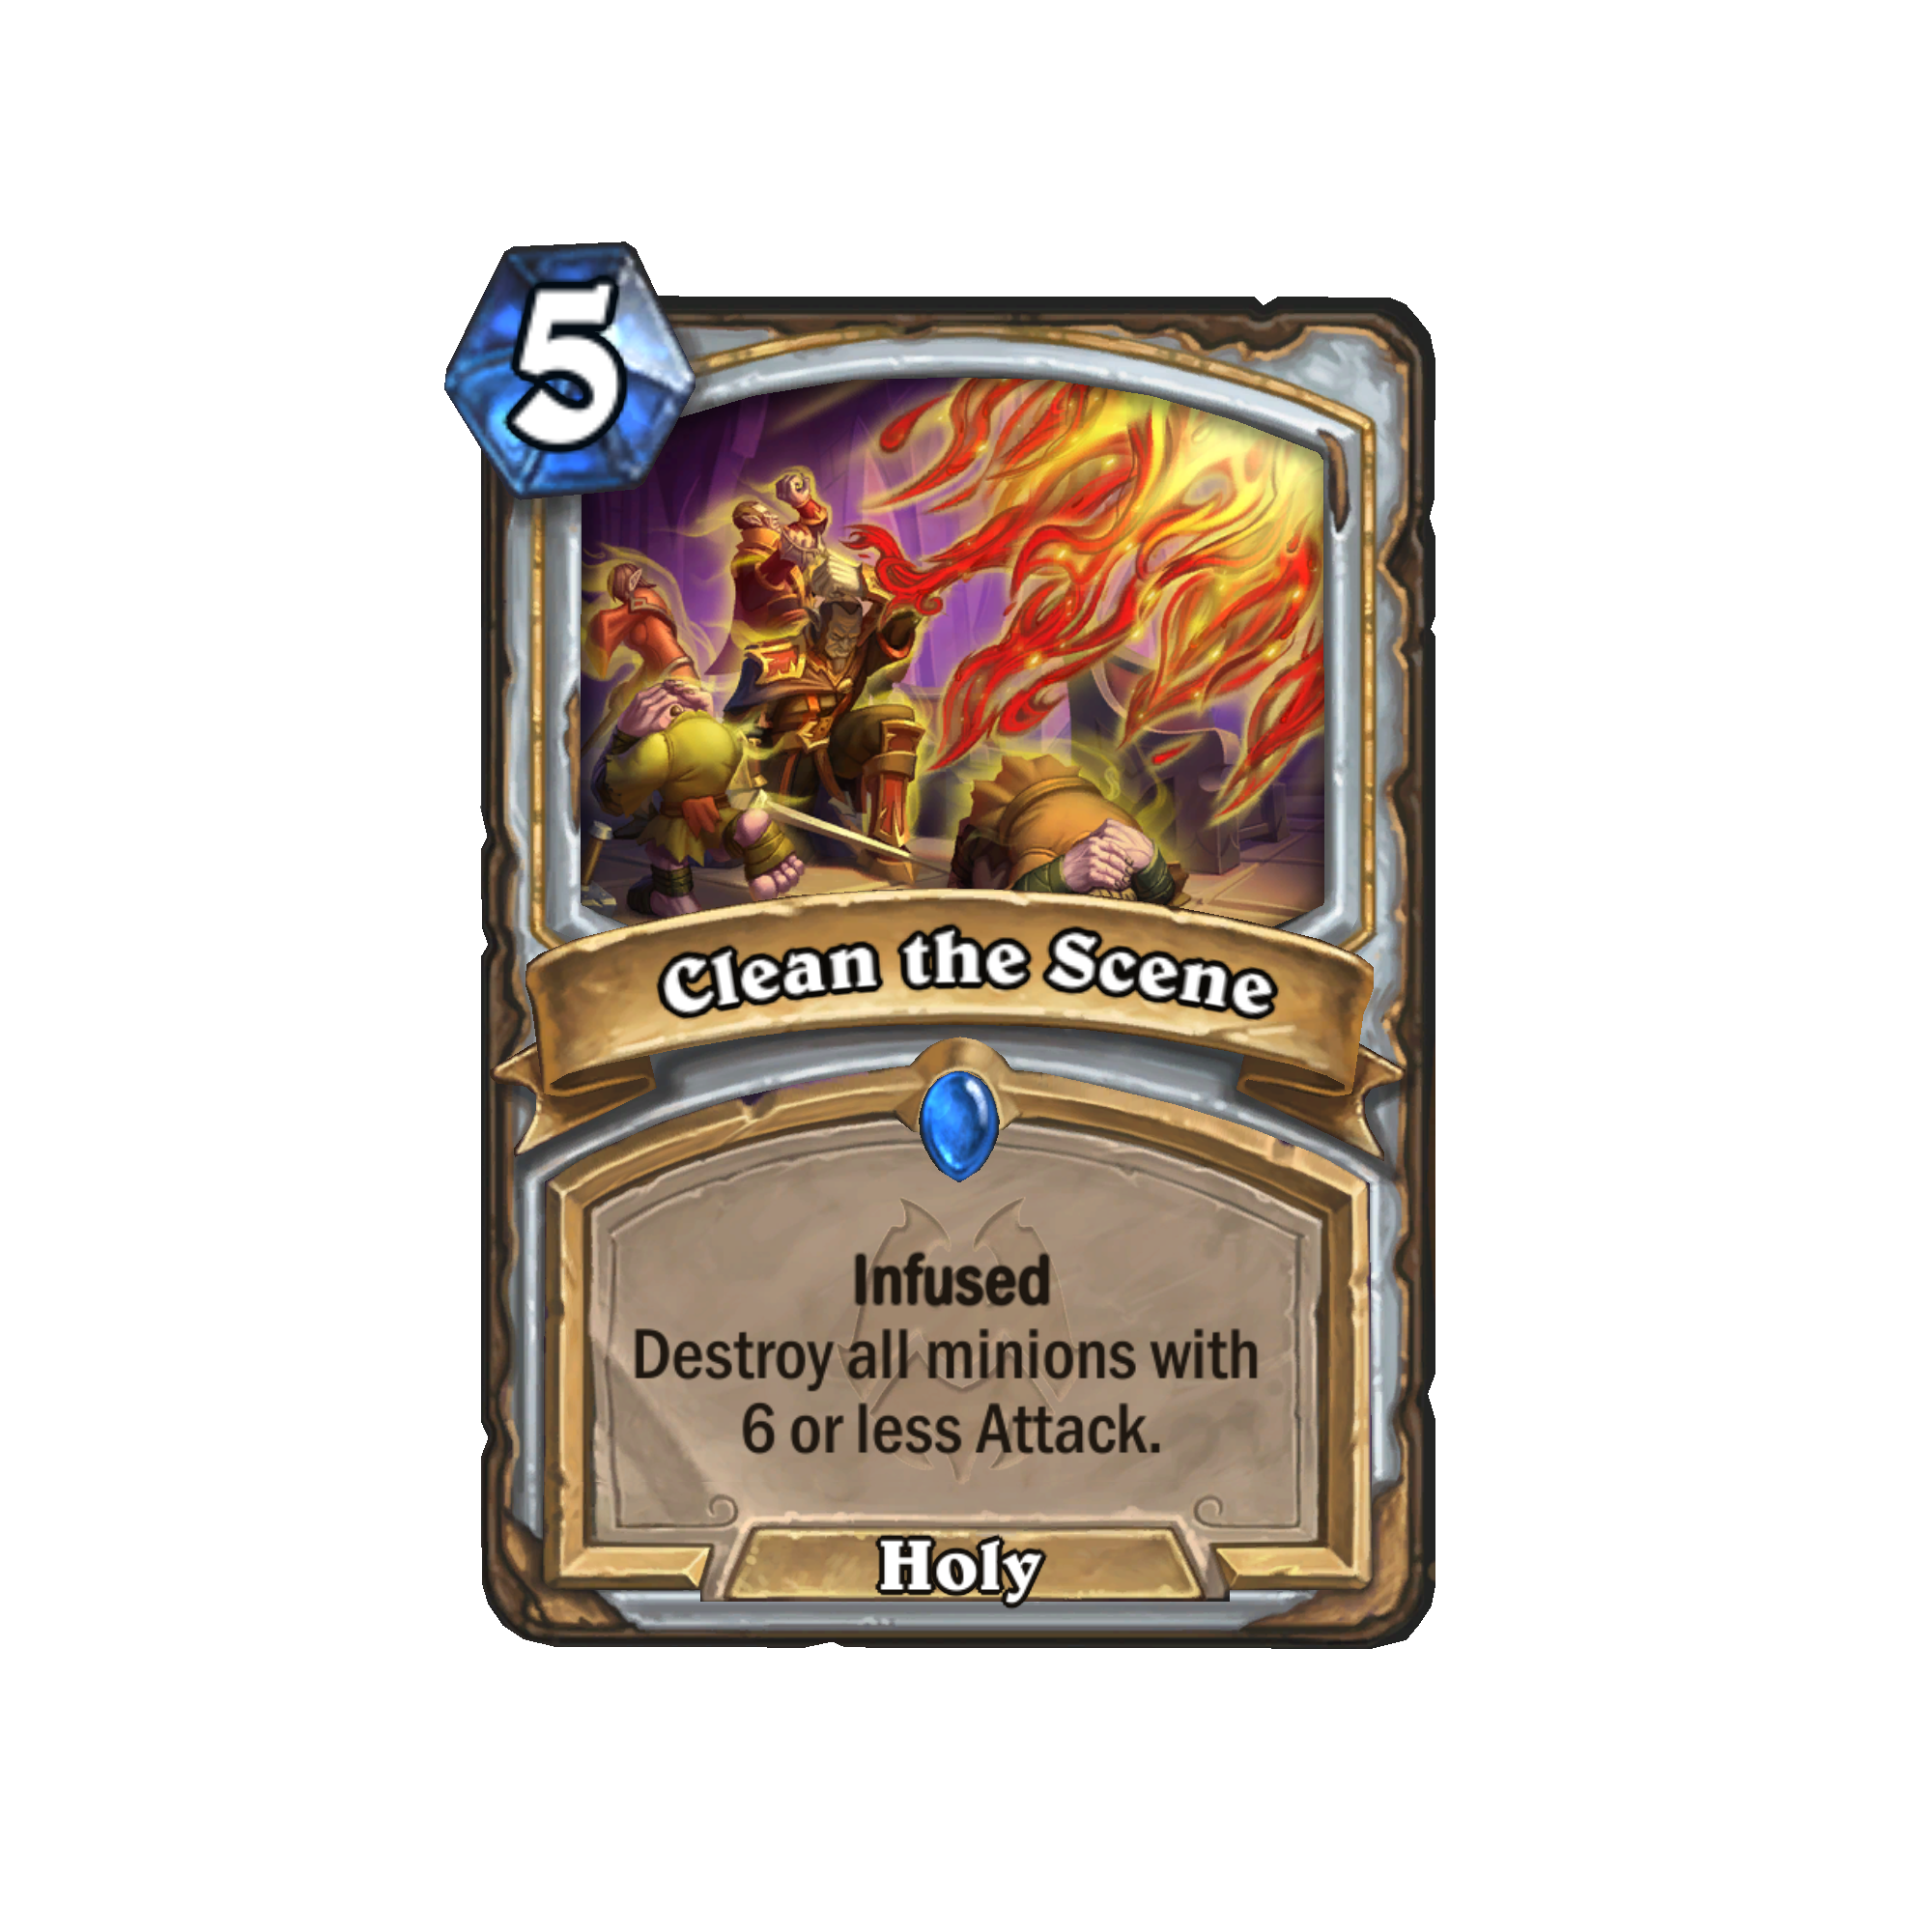 5
Clean the Scene
Infused
Destroy all minions with
6 or less Attack.
Holy